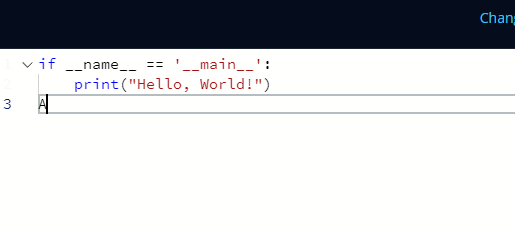 Chang
1 if __name__ == '__main__':
2     print("Hello, World!")
3 A